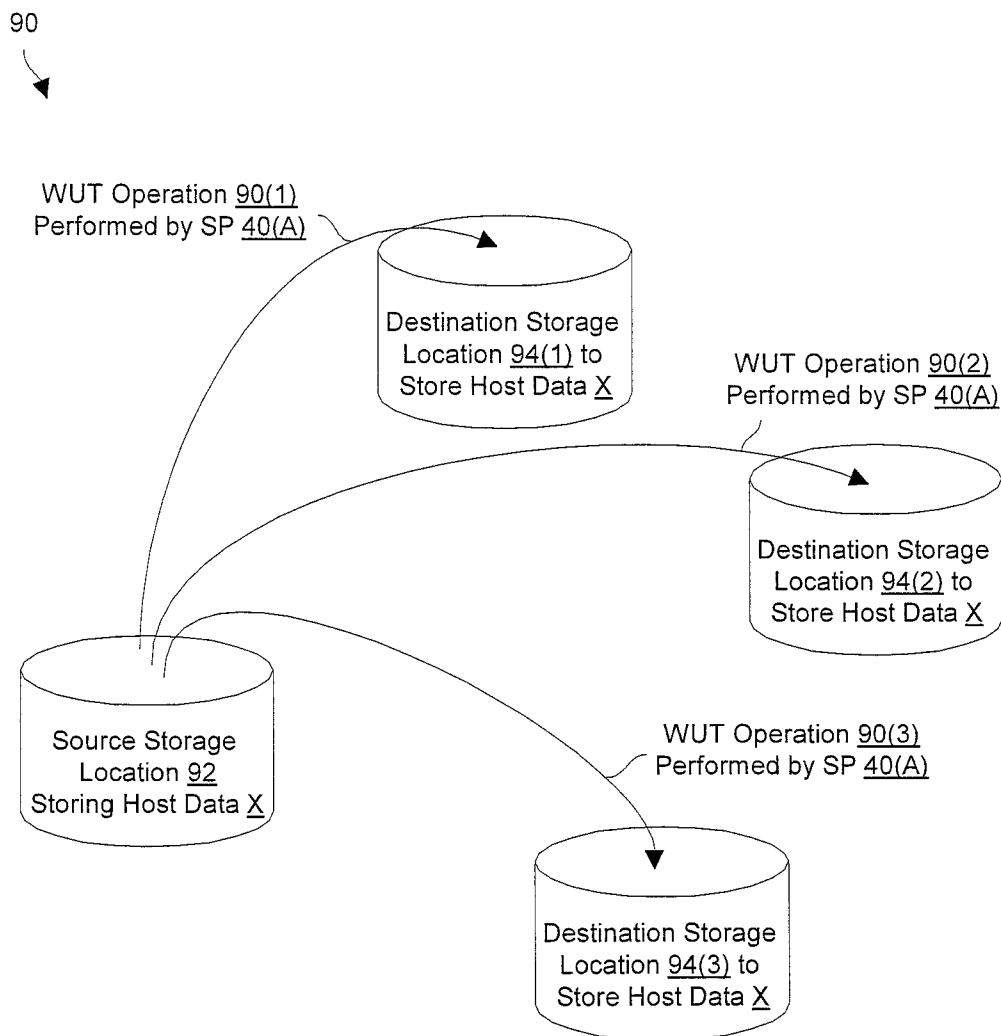 90
WUT Operation 90(1)
Performed by SP 40(A)
Destination Storage
Location 94(1) to
Store Host Data X
WUT Operation 90(2)
Performed by SP 40(A)
Destination Storage
Location 94(2) to
Store Host Data X
Source Storage
Location 92
Storing Host Data X
WUT Operation 90(3)
Performed by SP 40(A)
Destination Storage
Location 94(3) to
Store Host Data X